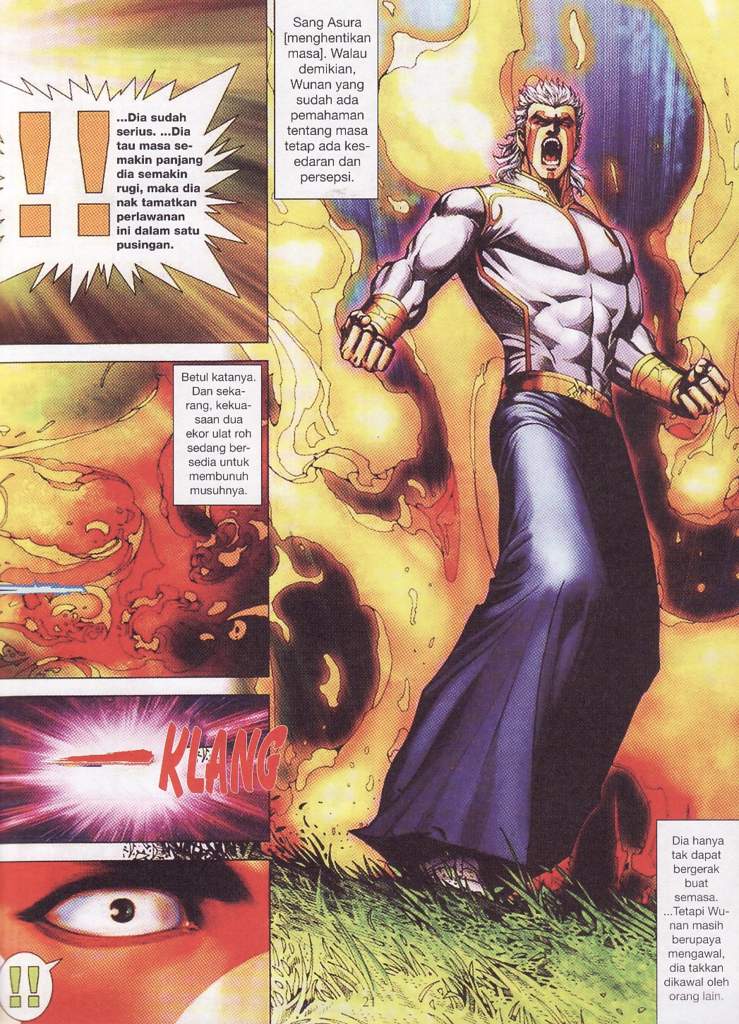 Sang Asura
[menghentikan
masa]. Walau
demikian,
Wunan yang
sudah ada
pemahaman
tentang masa
tetap ada kes-
edaran dan
persepsi.
!!
...Dia sudah
serius. ...Dia
tau masa se-
makin panjang
dia semakin
rugi, maka dia
nak tamatkan
perlawanan
ini dalam satu
pusingan.
Betul katanya.
Dan seka-
rang, kekua-
saan dua
ekor ulat roh
sedang ber-
sedia untuk
membunuh
musuhnya.
KLANG
!!
Dia hanya
tak dapat
bergerak
buat
semasa.
...Tetapi Wu-
nan masih
berupaya
mengawal,
dia takkan
dikawal oleh
orang lain.
21